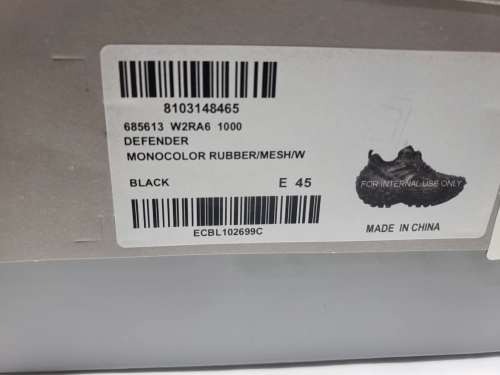 8103148465
685613 W2RA6 1000
DEFENDER
MONOCOLOR RUBBER/MESH/W
BLACK E 45
FOR INTERNAL USE ONLY
ECBL102699C
MADE IN CHINA